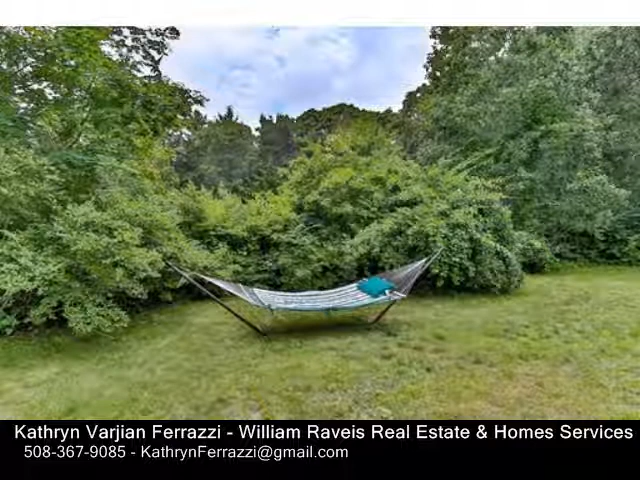 Kathryn Varjian Ferrazzi - William Raveis Real Estate & Homes Services
508-367-9085 - KathrynFerrazzi@gmail.com